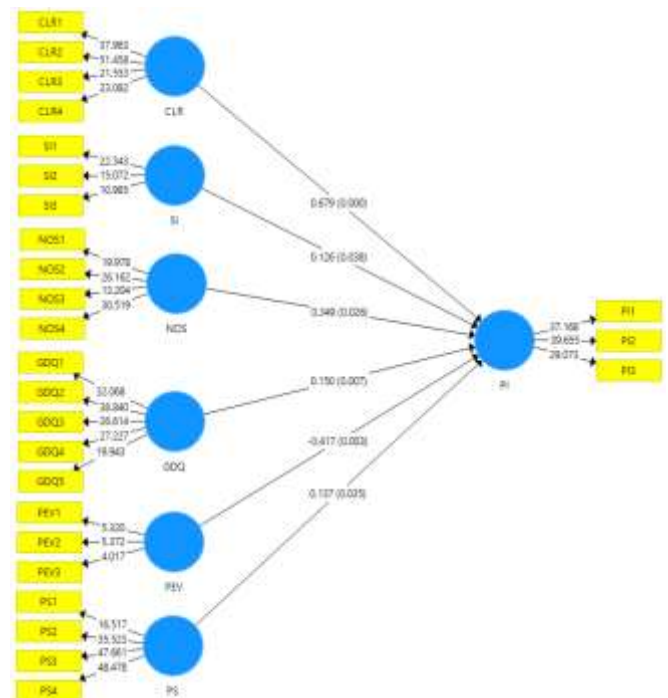 CLR1
CLR2
CLR3
CLR4
37.983
51.458
21.553
23.082
CLR
SI1
SI2
SI3
22.343
15.072
10.985
SI
NOS1
NOS2
NOS3
NOS4
19.970
26.162
13.204
30.519
NOS
GDQ1
GDQ2
GDQ3
GDQ4
GDQ5
32.068
38.840
26.614
27.227
19.943
GDQ
PEV1
PEV2
PEV3
5.320
5.372
4.017
PEV
PS1
PS2
PS3
PS4
16.517
35.523
47.661
48.478
PS
0.679 (0.000)
0.126 (0.038)
0.349 (0.026)
0.150 (0.007)
-0.417 (0.003)
0.137 (0.025)
PI
37.168
39.655
28.073
PI1
PI2
PI3